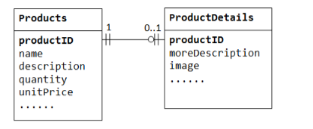 Products
productID
name
description
quantity
unitPrice
......
1
0..1
ProductDetails
productID
moreDescription
image
......